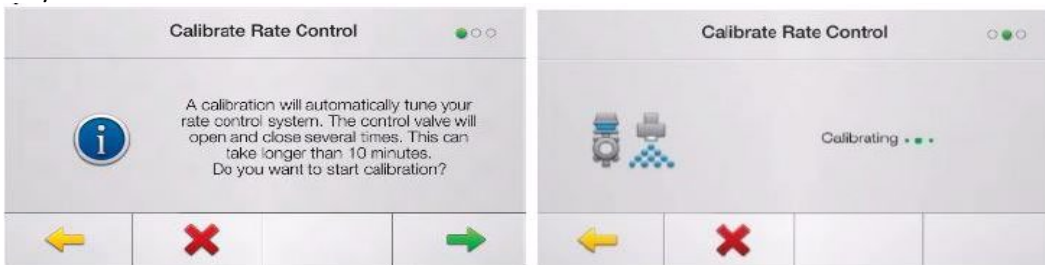 Calibrate Rate Control
A calibration will automatically tune your
rate control system. The control valve will
open and close several times. This can
take longer than 10 minutes.
Do you want to start calibration?
Calibrate Rate Control
Calibrating